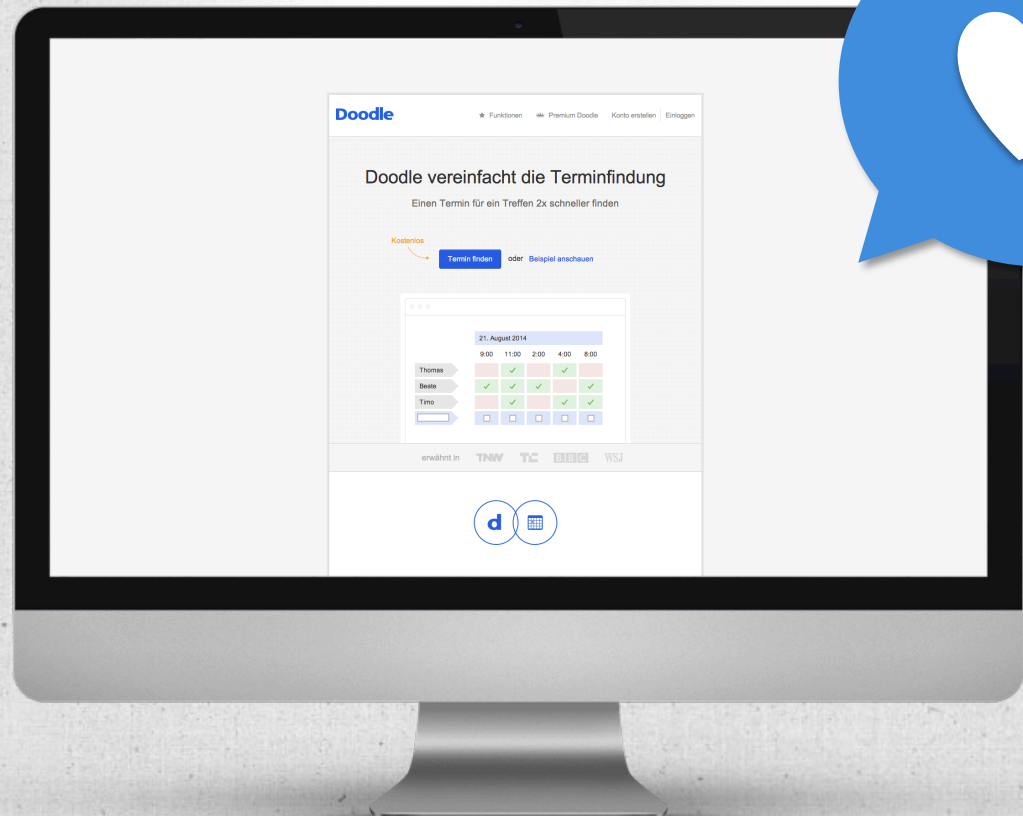 Doodle
Funktionen Premium Doodle Konto erstellen Einloggen
Doodle vereinfacht die Terminfindung
Einen Termin für ein Treffen 2x schneller finden
Kostenlos
Termin finden oder Beispiel anschauen
21. August 2014
9:00 11:00 2:00 4:00 8:00
Thomas
Beate
Timo
erwähnt in TNW TC BBC WSJ
d